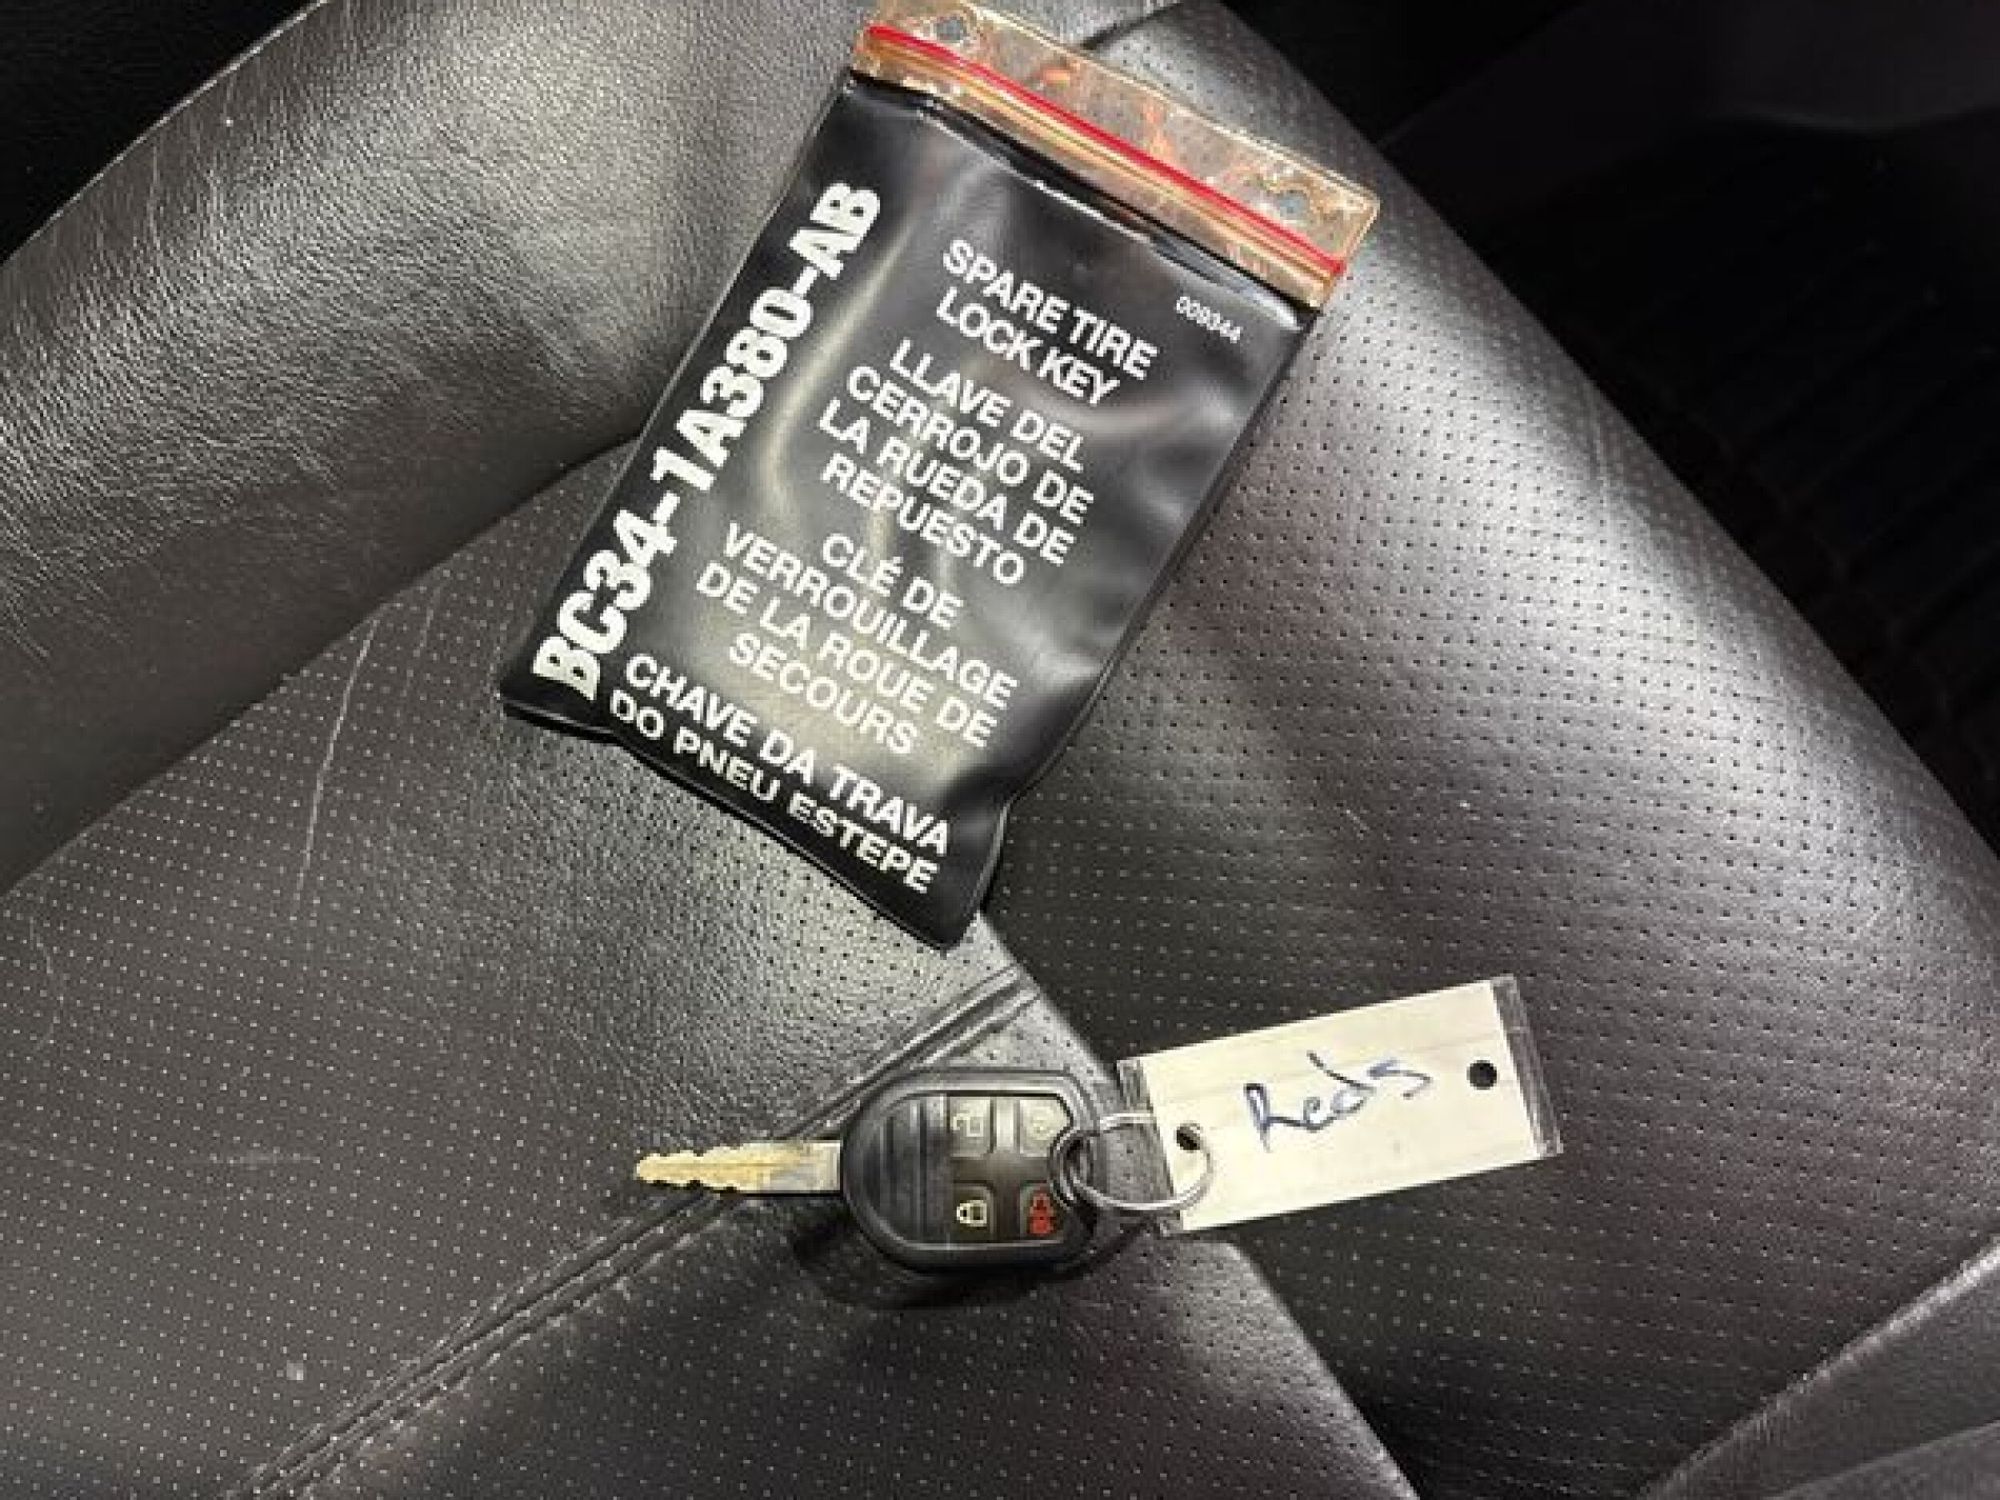 BC34-1A380-AB
009344
SPARE TIRE
LOCK KEY
LLAVE DEL
CERROJO DE
LA RUEDA DE
REPUESTO
CLÉ DE
VERROUILLAGE
DE LA ROUE DE
SECOURS
CHAVE DA TRAVA
DO PNEU ESTEPE
Reds